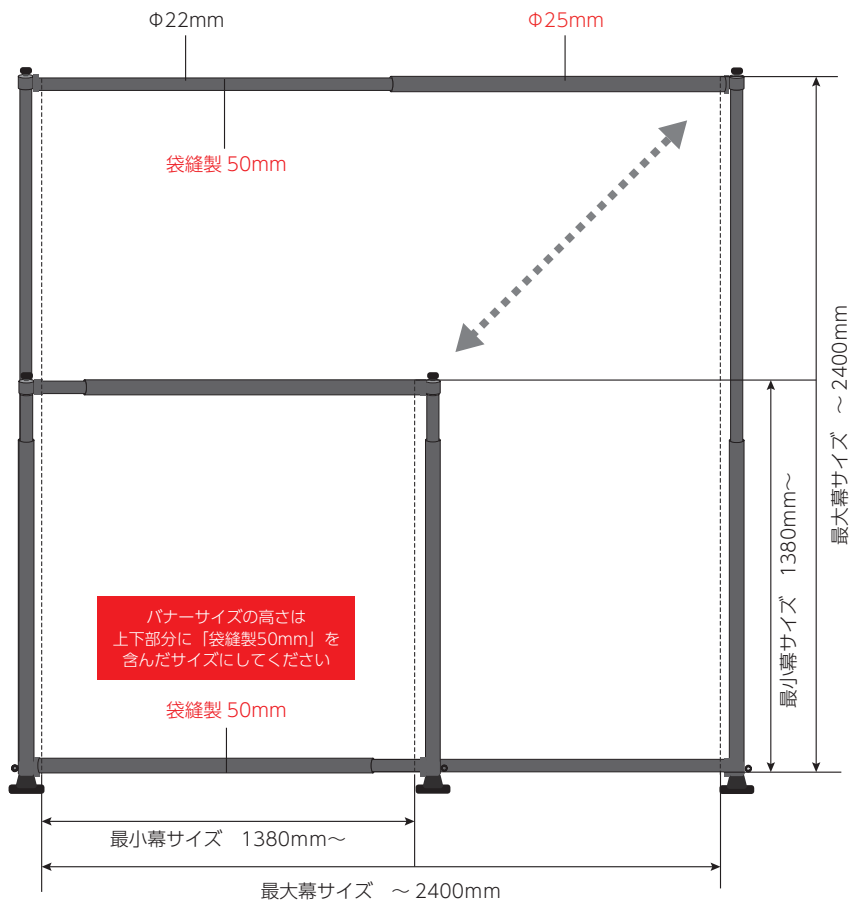 Φ22mm
Φ25mm
袋縫製 50mm
最大幕サイズ　～2400mm
最小幕サイズ　1380mm～
バナーサイズの高さは
上下部分に「袋縫製50mm」を
含んだサイズにしてください
袋縫製 50mm
最小幕サイズ　1380mm～
最大幕サイズ　～2400mm